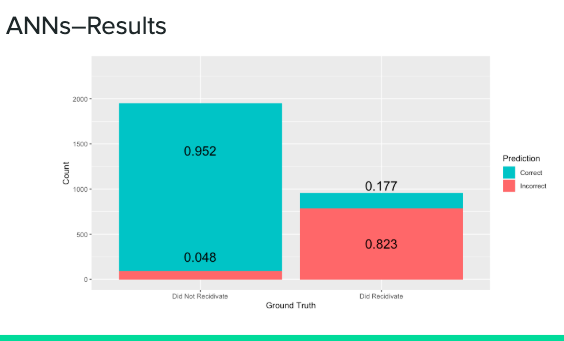 ANNs–Results
2000
1500
1000
500
0
Count
0.952
0.048
0.177
0.823
Did Not Recidivate
Did Recidivate
Ground Truth
Prediction
Correct
Incorrect